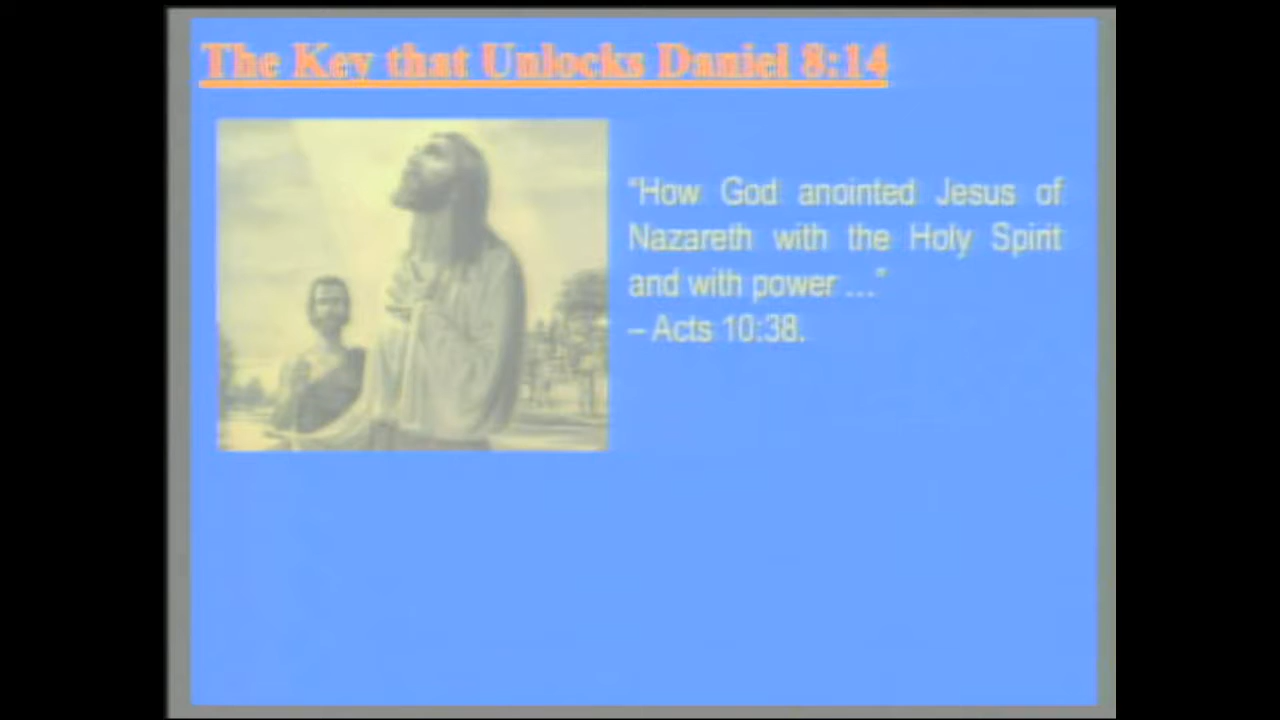 The Key that Unlocks Daniel 8:14
“How God anointed Jesus of
Nazareth with the Holy Spirit
and with power ...”
– Acts 10:38.